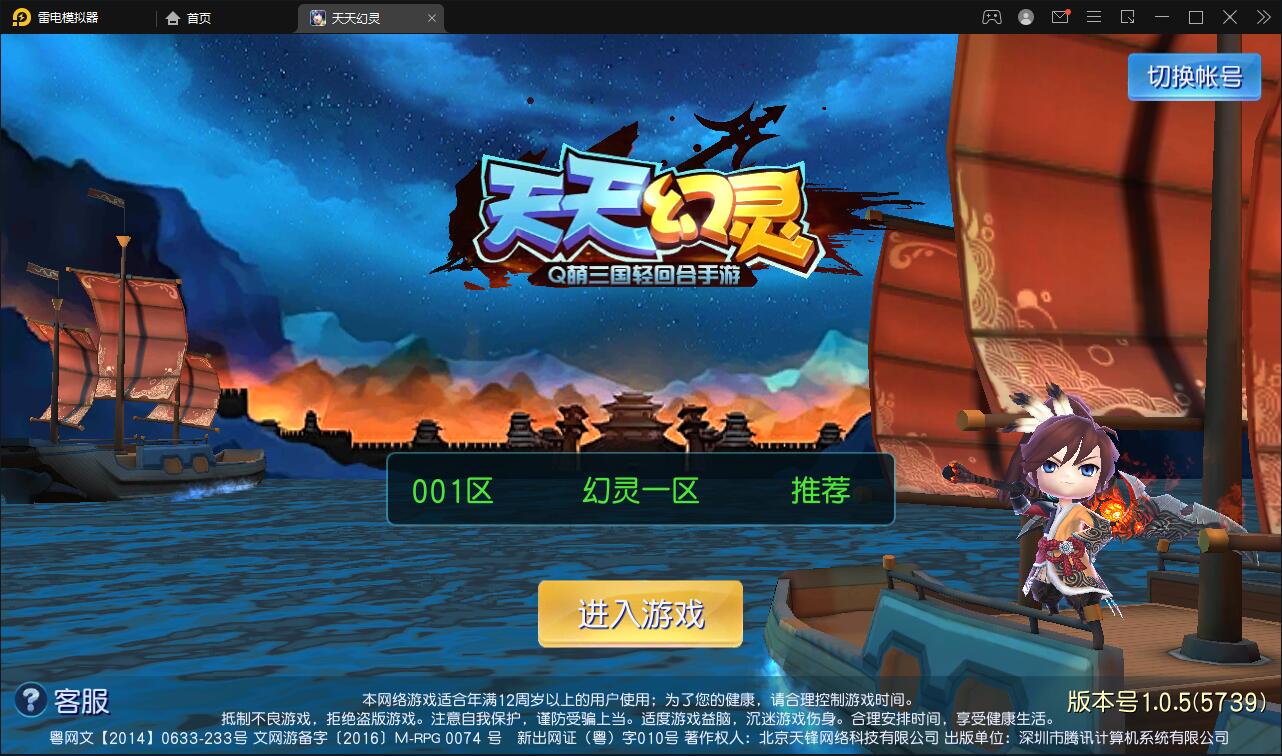 雷电模拟器 首页 天天幻灵
切换帐号
天天幻灵
Q萌三国轻回合手游
001区 幻灵一区 推荐
进入游戏
客服
本网络游戏适合年满12周岁以上的用户使用；为了您的健康，请合理控制游戏时间。
版本号1.0.5(5739)
抵制不良游戏，拒绝盗版游戏。注意自我保护，谨防受骗上当。适度游戏益脑，沉迷游戏伤身。合理安排时间，享受健康生活。
粤网文【2014】0633-233号 文网游备字〔2016〕M-RPG 0074 号 新出网证（粤）字010号 著作权人：北京天锋网络科技有限公司 出版单位：深圳市腾讯计算机系统有限公司